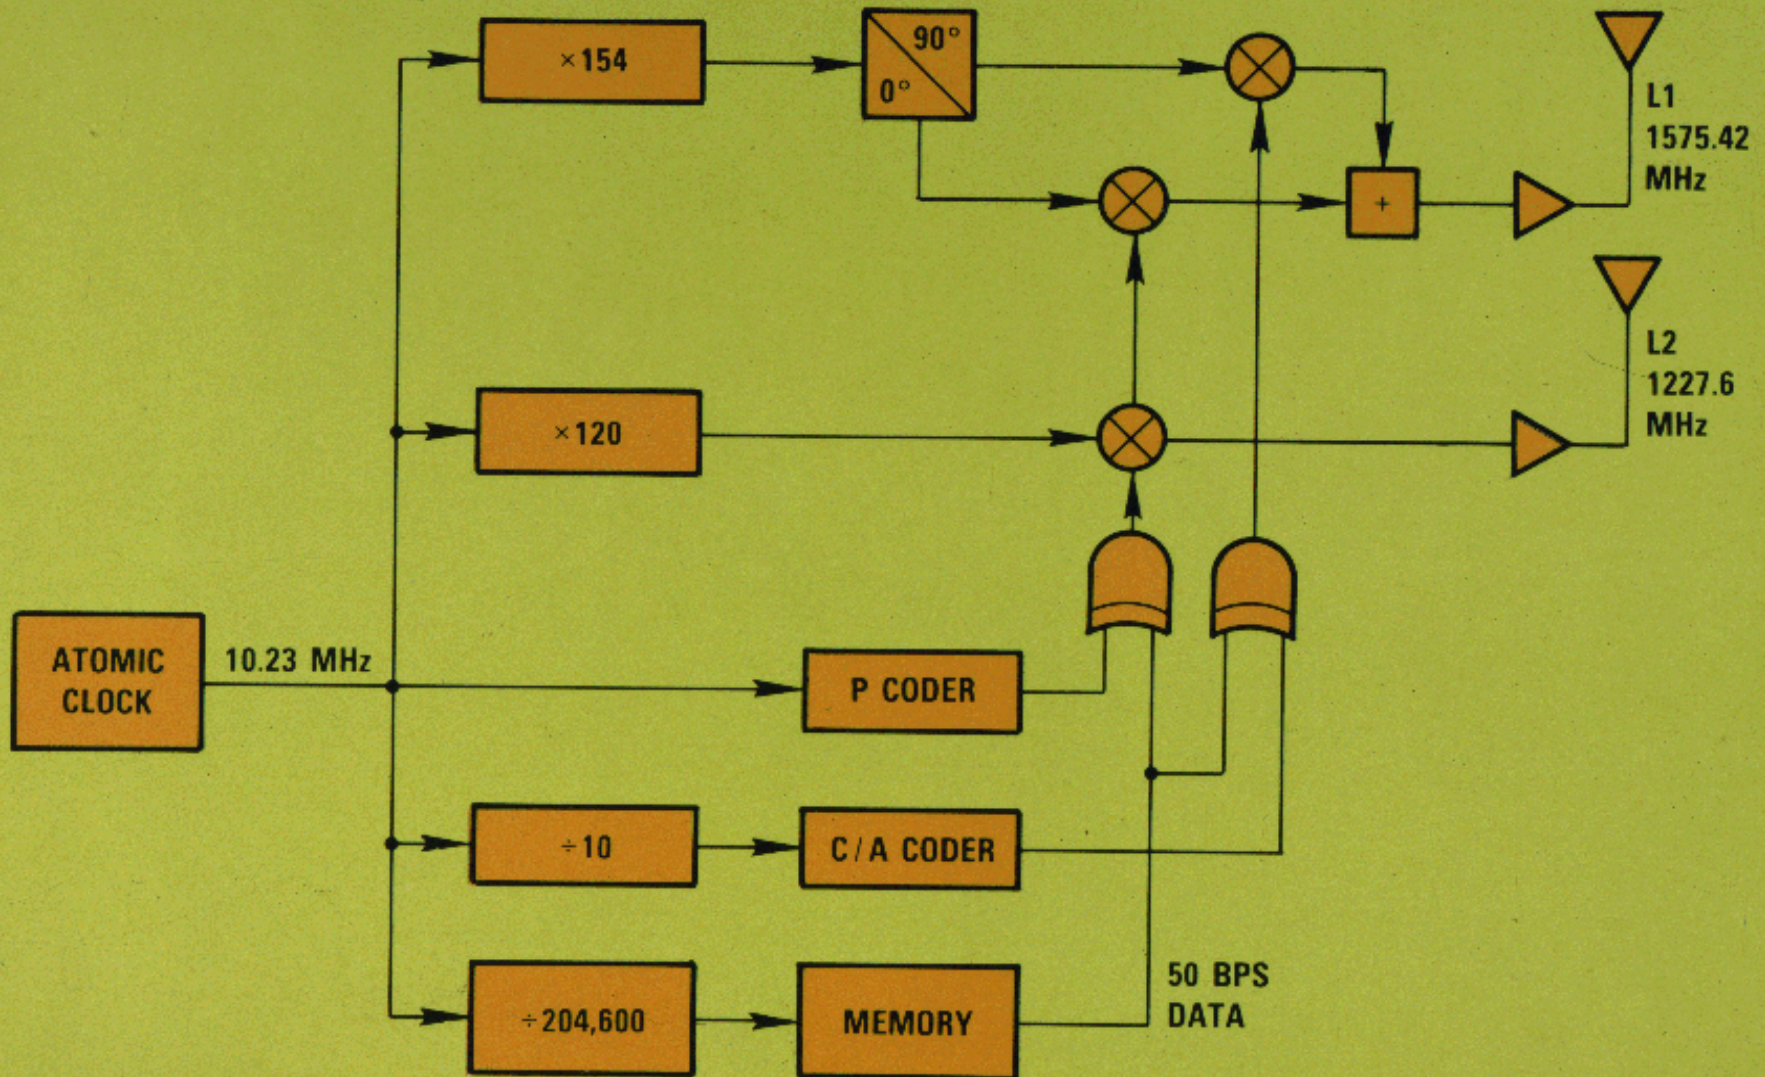 ×154
90°
0°
L1
1575.42
MHz
+
L2
1227.6
MHz
×120
ATOMIC
CLOCK
10.23 MHz
P CODER
÷10
C/A CODER
÷204,600
MEMORY
50 BPS
DATA